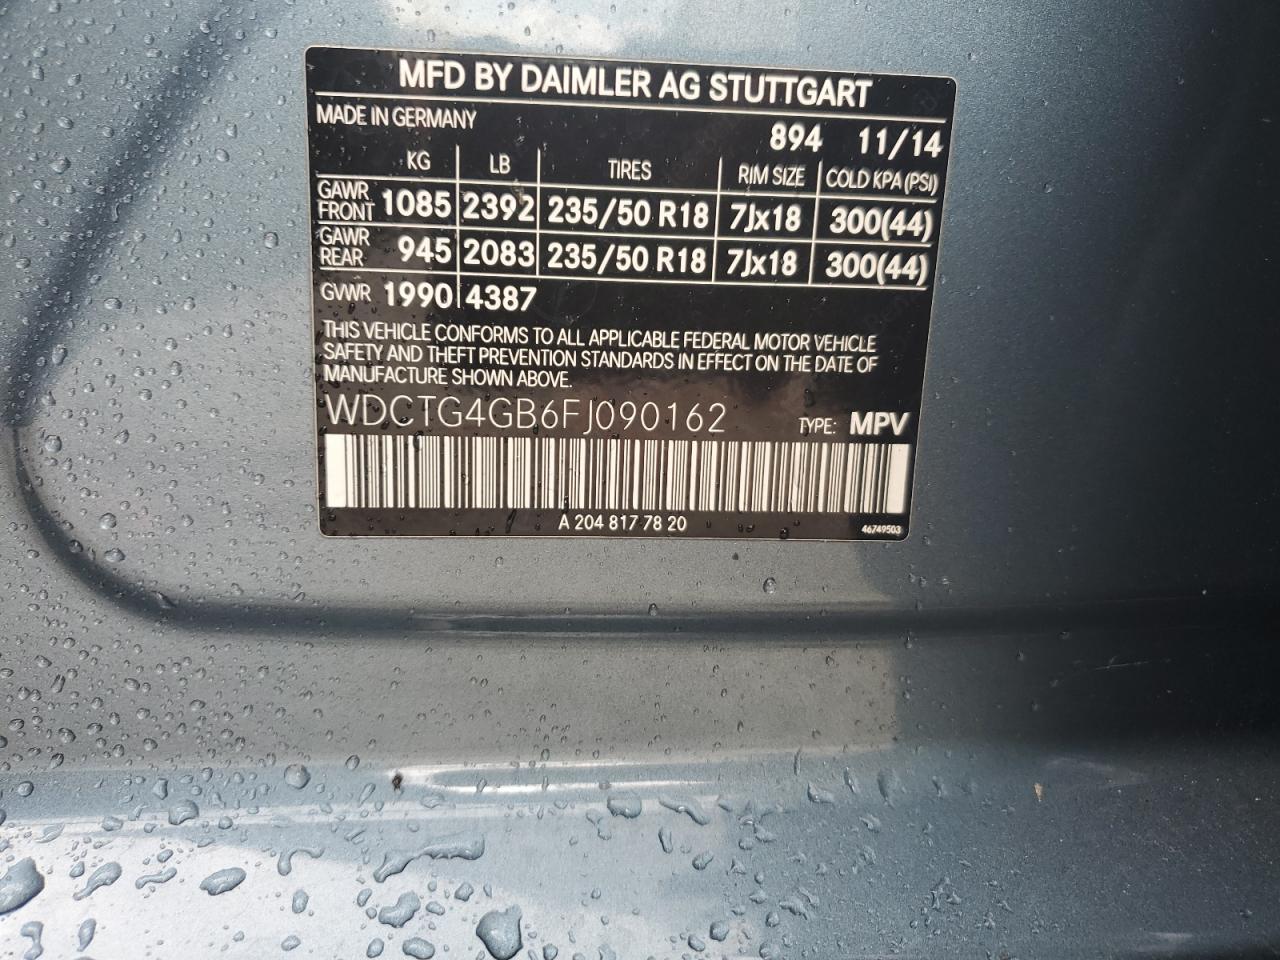 MFD BY DAIMLER AG STUTTGART
MADE IN GERMANY 894 11/14
KG LB TIRES RIM SIZE COLD KPA (PSI)
GAWR FRONT 1085 2392 235/50 R18 7Jx18 300(44)
GAWR REAR 945 2083 235/50 R18 7Jx18 300(44)
GVWR 1990 4387
THIS VEHICLE CONFORMS TO ALL APPLICABLE FEDERAL MOTOR VEHICLE
SAFETY AND THEFT PREVENTION STANDARDS IN EFFECT ON THE DATE OF
MANUFACTURE SHOWN ABOVE.
WDCTG4GB6FJ090162 TYPE: MPV
A 204 817 78 20 46749503